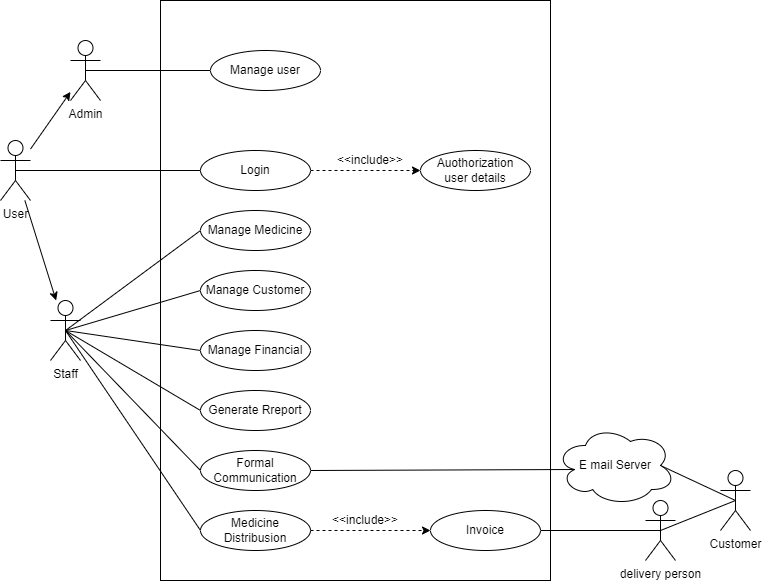 Manage user
Admin
<<include>>
Login
Auothorization
user details
User
Manage Medicine
Manage Customer
Manage Financial
Staff
Generate Rreport
Formal
Communication
E mail Server
<<include>>
Medicine
Distribusion
Invoice
Customer
delivery person